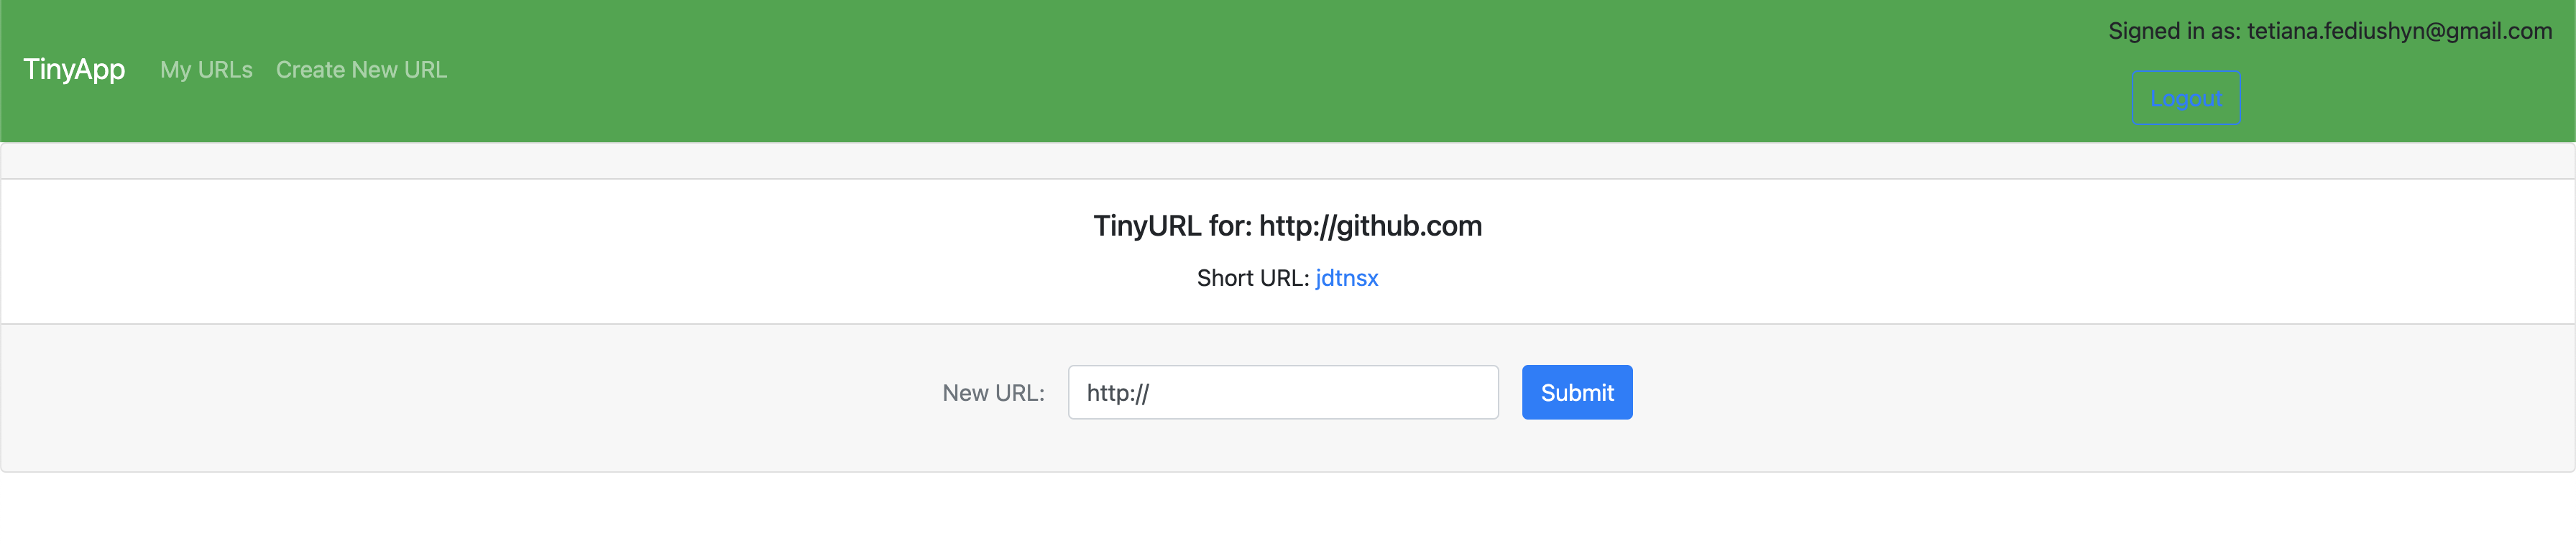 Signed in as: tetiana.fediushyn@gmail.com
TinyApp My URLs Create New URL
Logout
TinyURL for: http://github.com
Short URL: jdtnsx
New URL: http:// Submit